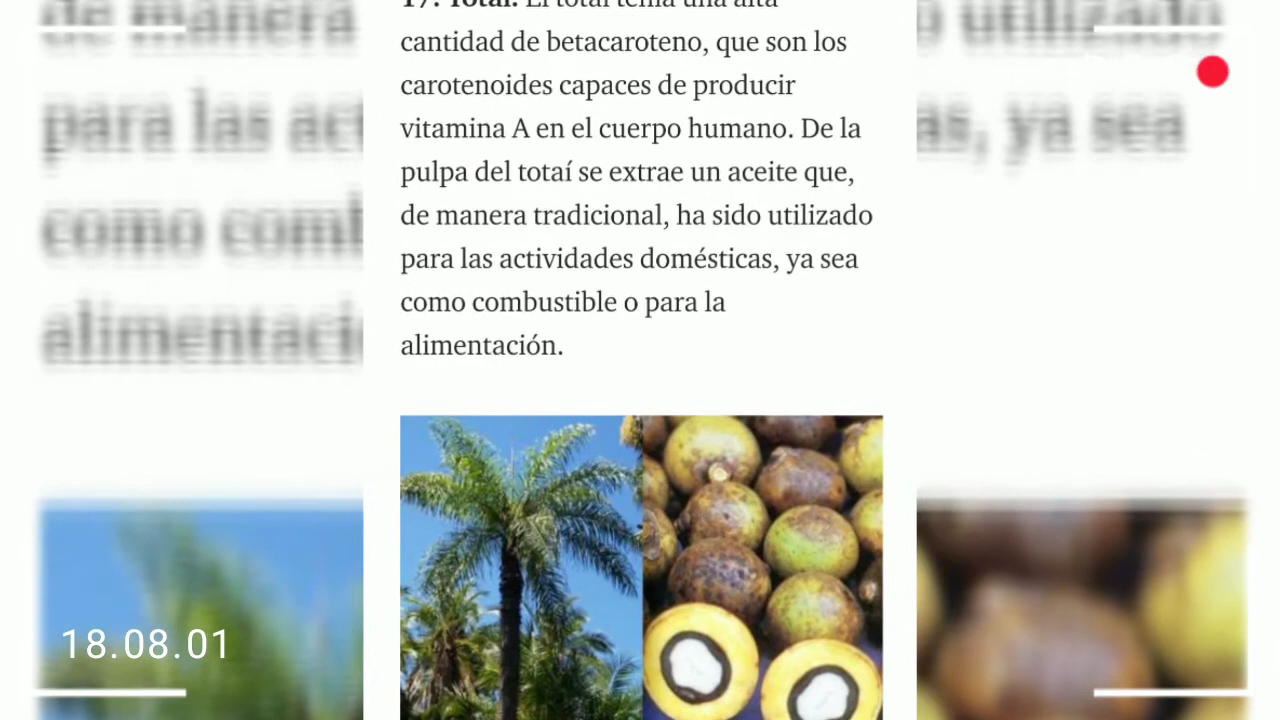 cantidad de betacaroteno, que son los
carotenoides capaces de producir
vitamina A en el cuerpo humano. De la
pulpa del totaí se extrae un aceite que,
de manera tradicional, ha sido utilizado
para las actividades domésticas, ya sea
como combustible o para la
alimentación.
18.08.01